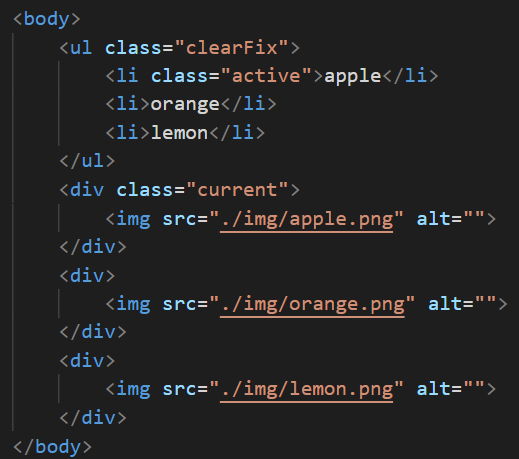 <body>
<ul class="clearFix">
<li class="active">apple</li>
<li>orange</li>
<li>lemon</li>
</ul>
<div class="current">
<img src="./img/apple.png" alt="">
</div>
<div>
<img src="./img/orange.png" alt="">
</div>
<div>
<img src="./img/lemon.png" alt="">
</div>
</body>